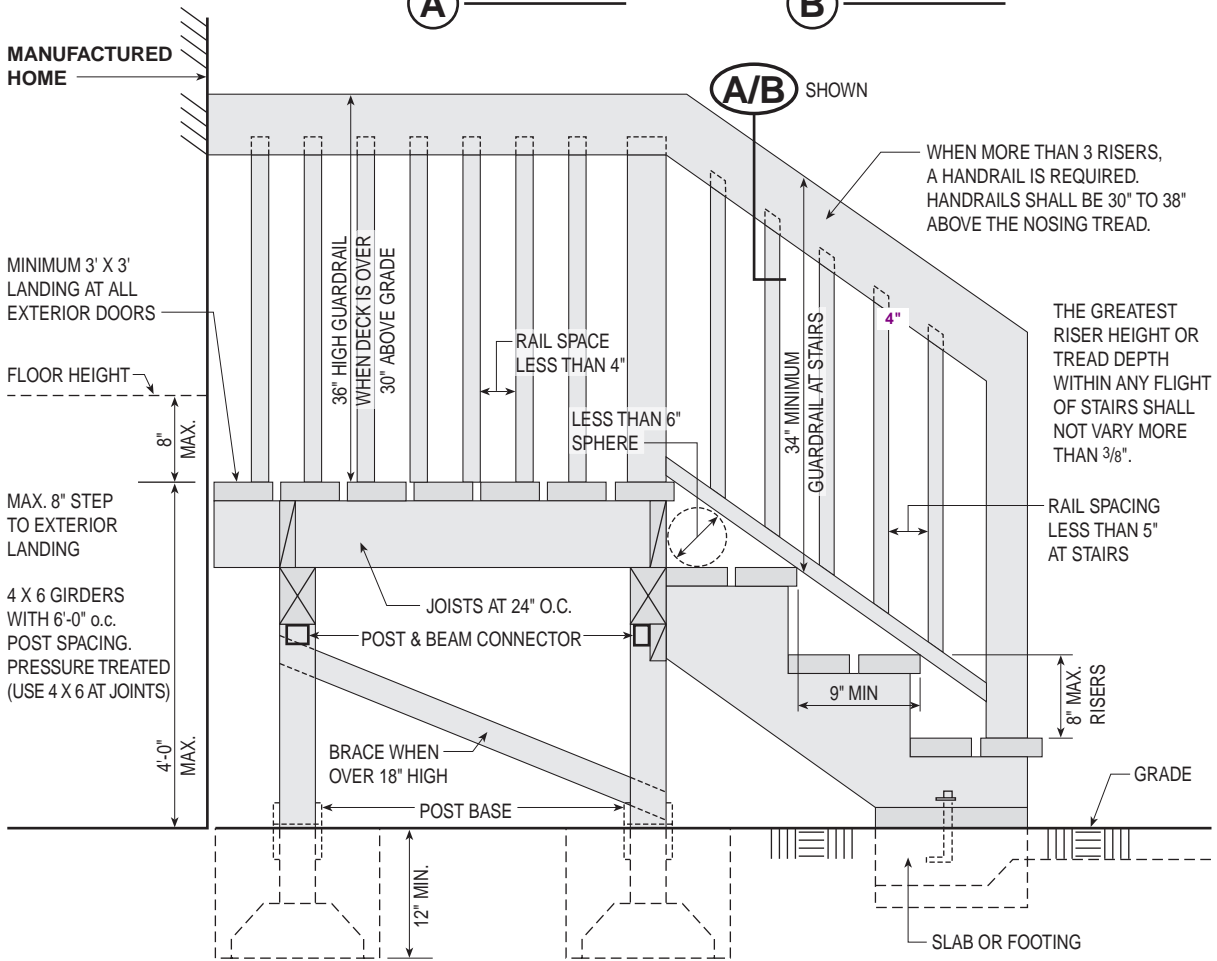 A
B
MANUFACTURED
HOME
A/B SHOWN
WHEN MORE THAN 3 RISERS,
A HANDRAIL IS REQUIRED.
HANDRAILS SHALL BE 30" TO 38"
ABOVE THE NOSING TREAD.
MINIMUM 3' X 3'
LANDING AT ALL
EXTERIOR DOORS
36" HIGH GUARDRAIL
WHEN DECK IS OVER
30" ABOVE GRADE
RAIL SPACE
LESS THAN 4"
4"
THE GREATEST
RISER HEIGHT OR
TREAD DEPTH
WITHIN ANY FLIGHT
OF STAIRS SHALL
NOT VARY MORE
THAN 3/8".
FLOOR HEIGHT
8"
MAX.
LESS THAN 6"
SPHERE
34" MINIMUM
GUARDRAIL AT STAIRS
MAX. 8" STEP
TO EXTERIOR
LANDING
RAIL SPACING
LESS THAN 5"
AT STAIRS
4 X 6 GIRDERS
WITH 6'-0" o.c.
POST SPACING.
PRESSURE TREATED
(USE 4 X 6 AT JOINTS)
JOISTS AT 24" O.C.
POST & BEAM CONNECTOR
9" MIN
8" MAX.
RISERS
4'-0"
MAX.
BRACE WHEN
OVER 18" HIGH
POST BASE
GRADE
12" MIN.
SLAB OR FOOTING